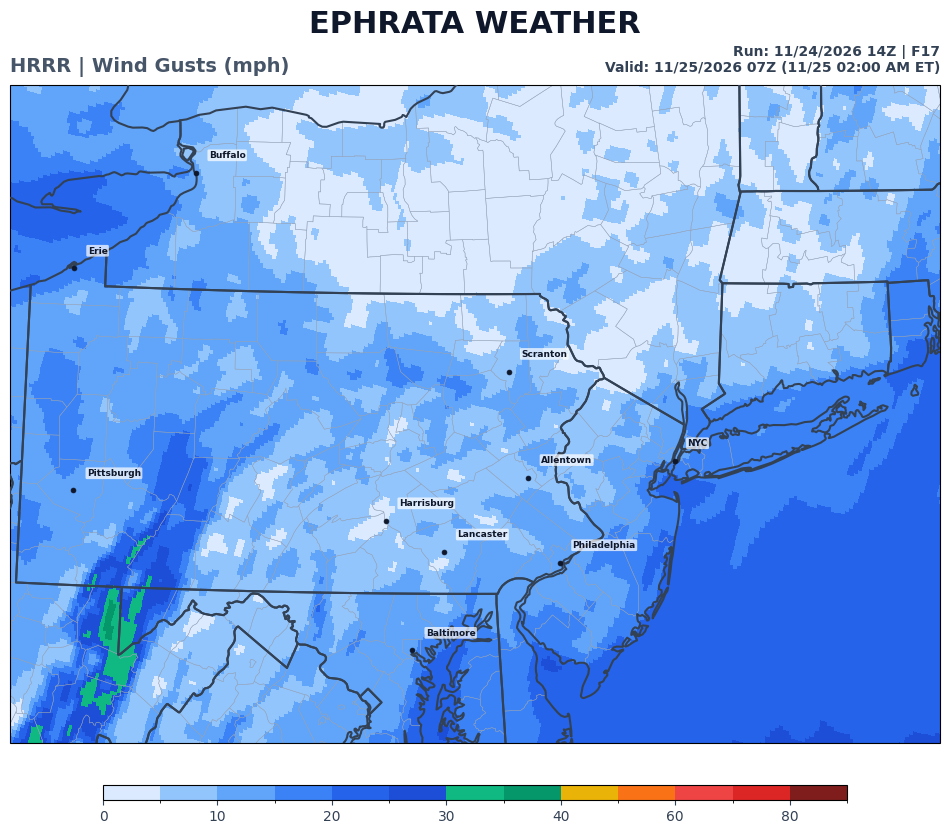 EPHRATA WEATHER
HRRR | Wind Gusts (mph)
Run: 11/24/2026 14Z | F17
Valid: 11/25/2026 07Z (11/25 02:00 AM ET)
Buffalo
Erie
Scranton
NYC
Allentown
Pittsburgh
Harrisburg
Lancaster
Philadelphia
Baltimore
0 10 20 30 40 50 60 70 80